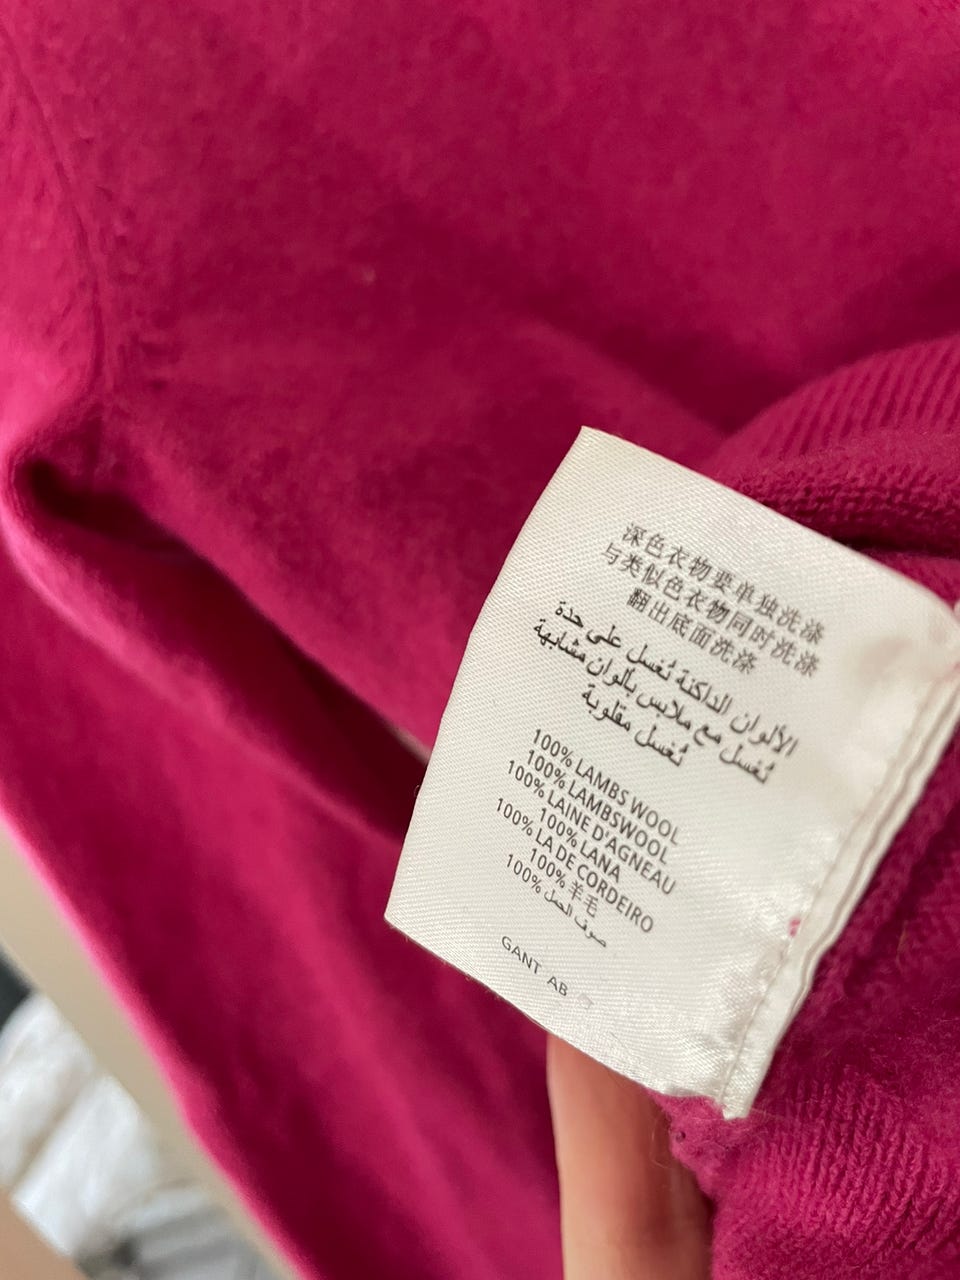 深色衣物要单独洗涤
与类似色衣物同时洗涤
翻出底面洗涤
الألوان الداكنة تُغسل على حدة
تُغسل مع ملابس بألوان مشابهة
تُغسل مقلوبة
100% LAMBS WOOL
100% LAMBSWOOL
100% LAINE D'AGNEAU
100% LANA
100% LA DE CORDEIRO
100% 羊毛
100% صوف الحمل
GANT AB